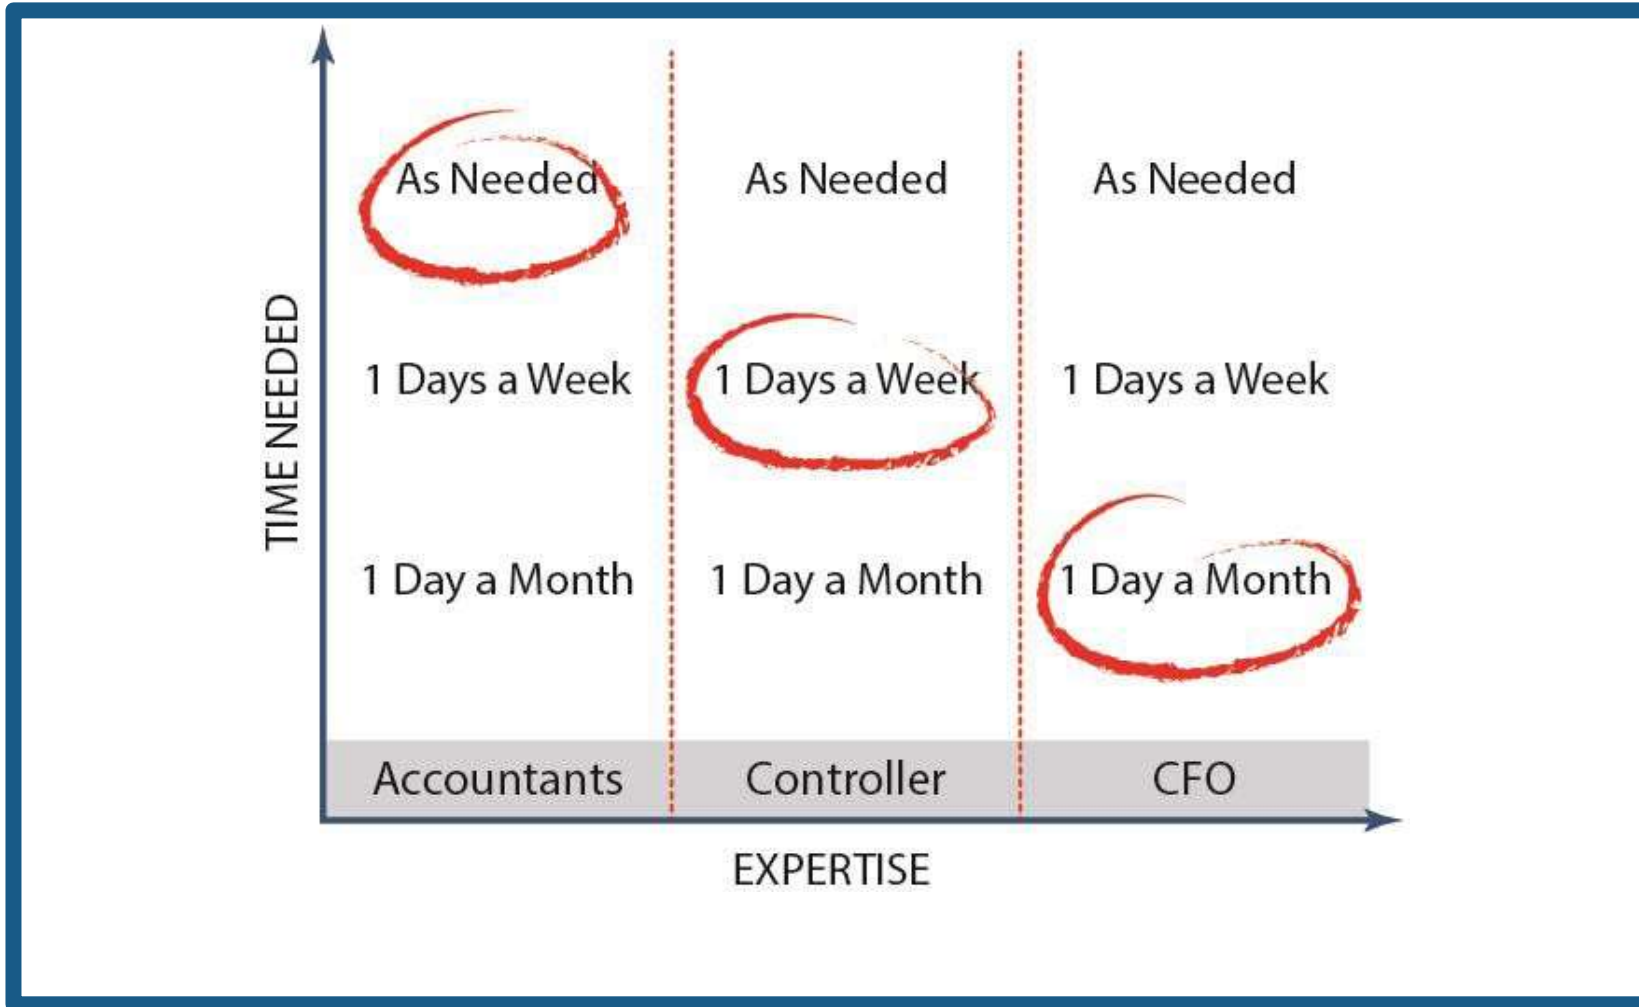 As Needed
As Needed
As Needed
TIME NEEDED
1 Days a Week
1 Days a Week
1 Days a Week
1 Day a Month
1 Day a Month
1 Day a Month
Accountants
Controller
CFO
EXPERTISE